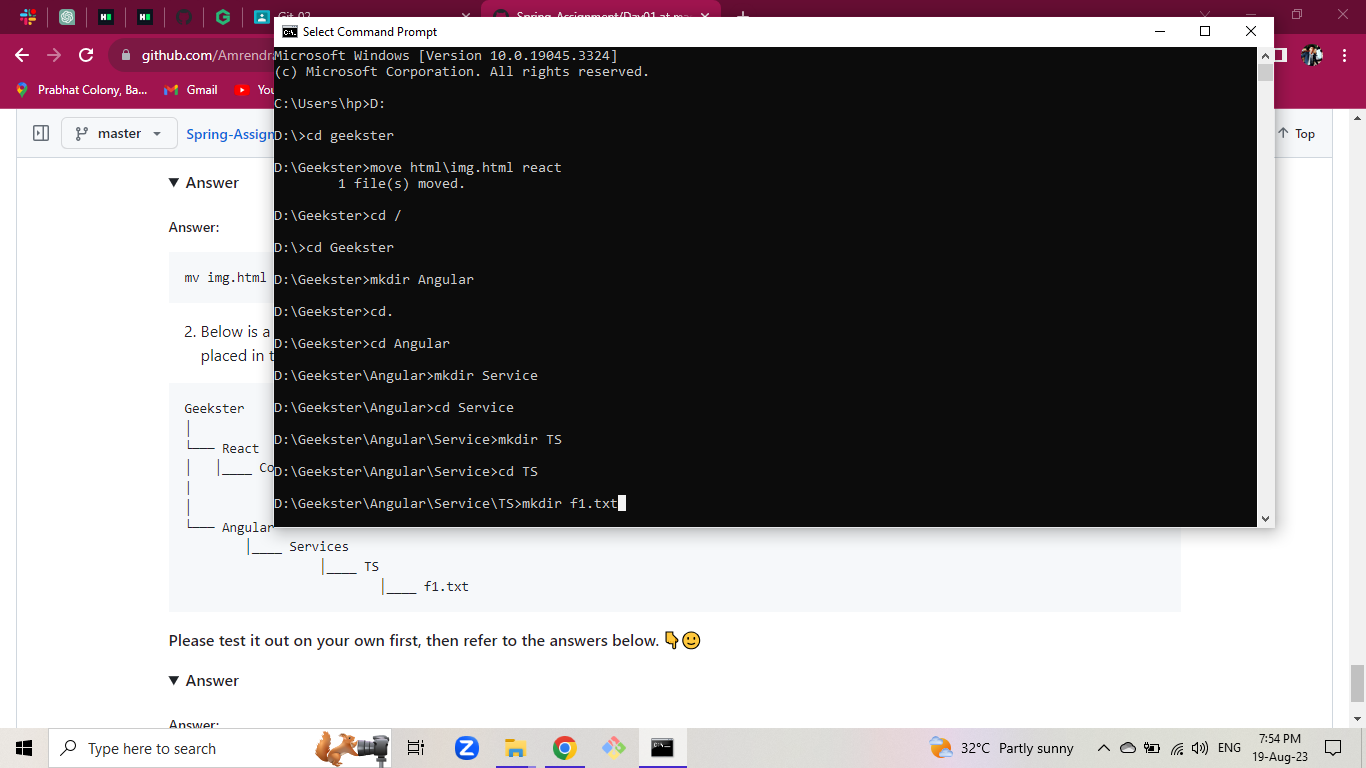 Git-02
Spring-Assignment/Day01 at ma
Select Command Prompt
github.com/Amrendra
Prabhat Colony, Ba...
Gmail
You
master
Spring-Assign
Top
Microsoft Windows [Version 10.0.19045.3324]
(c) Microsoft Corporation. All rights reserved.
C:\Users\hp>D:
D:\>cd geekster
D:\Geekster>move html\img.html react
1 file(s) moved.
D:\Geekster>cd /
D:\>cd Geekster
D:\Geekster>mkdir Angular
D:\Geekster>cd.
D:\Geekster>cd Angular
D:\Geekster\Angular>mkdir Service
D:\Geekster\Angular>cd Service
D:\Geekster\Angular\Service>mkdir TS
D:\Geekster\Angular\Service>cd TS
D:\Geekster\Angular\Service\TS>mkdir f1.txt
Answer
Answer:
mv img.html
2. Below is a
placed in t
Geekster
│
└── React
│ │____ Co
│
│
└── Angular
│____ Services
│____ TS
│____ f1.txt
Please test it out on your own first, then refer to the answers below. 👇🙂
Answer
Answer:
Type here to search
32°C Partly sunny
ENG
7:54 PM
19-Aug-23